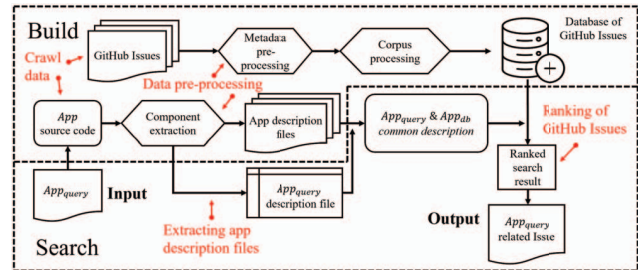 Build
Crawl
data
GitHub Issues
Metadata
pre-
processing
Corpus
processing
Database of
GitHub Issues
Data pre-processing
App
source code
Component
extraction
App description
files
App_query & App_db
common description
Ranking of
GitHub Issues
App_query
Input
App_query
description file
Ranked
search
result
Extracting app
description files
Output
App_query
related Issue
Search